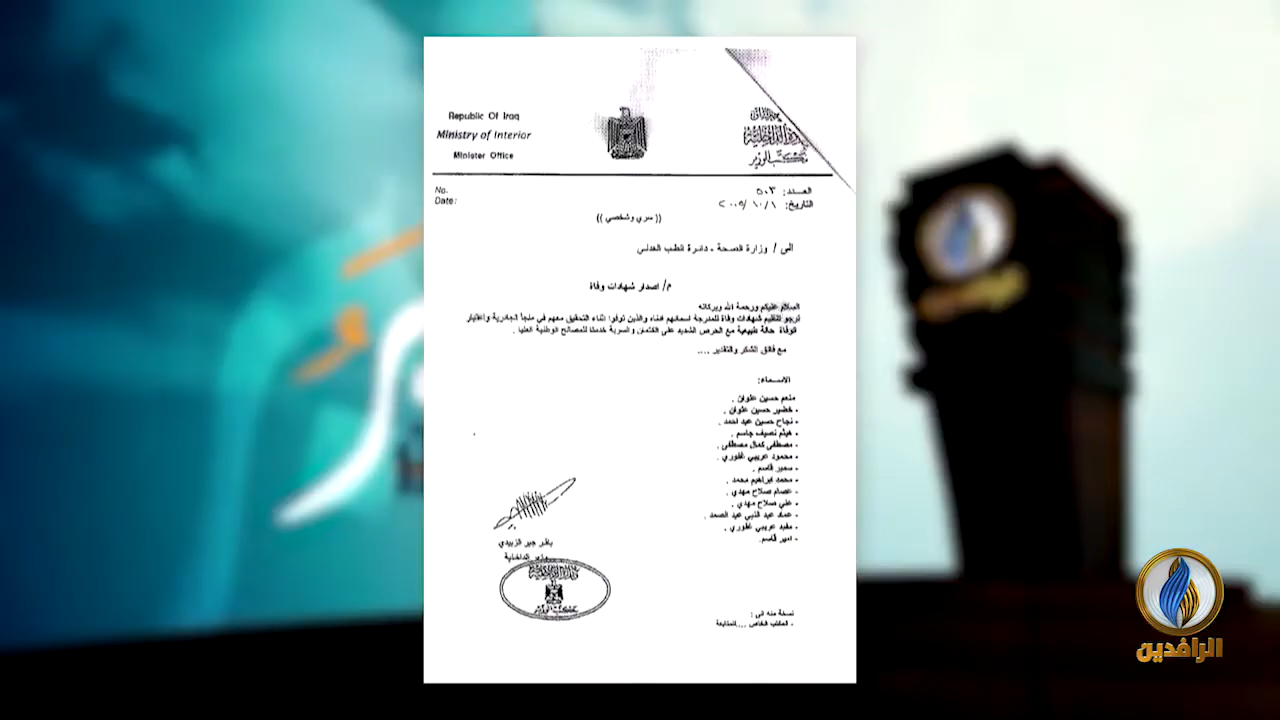 Republic Of Iraq
Ministry of Interior
Minister Office
مكتب الوزير
No.
Date:
العدد: ٥٠٣
التاريخ: ١ / ١٠ / ٢٠٠٥
(( سري وشخصي ))
الى / وزارة الصحة - دائرة الطب العدلي
م/ اصدار شهادات وفاة
السلام عليكم ورحمة الله وبركاته
نرجو تنظيم شهادات وفاة للمدرجة اسمائهم ادناه والذين توفوا اثناء التحقيق معهم في ملجأ الجادرية واعتبار
الوفاة حالة طبيعية مع الحرص الشديد على الكتمان والسرية خدمتا للمصالح الوطنية العليا .
مع فائق الشكر والتقدير ....
الاسماء:
منعم حسين علوان .
- خضير حسين علوان .
- نجاح حسين عبد احمد .
- هيثم نصيف جاسم .
- مصطفى كمال مصطفى .
- محمود عريبي غفوري .
- سمير قاسم .
- محمد ابراهيم محمد .
- عصام صلاح مهدي .
- علي صلاح مهدي .
- عماد عبد النبي عبد الصمد .
- مفيد عريبي غفوري .
- امير قاسم.
باقر جبر الزبيدي
وزير الداخلية
نسخة منه الى :
- المكتب الخاص ....للمتابعة
الرافدين